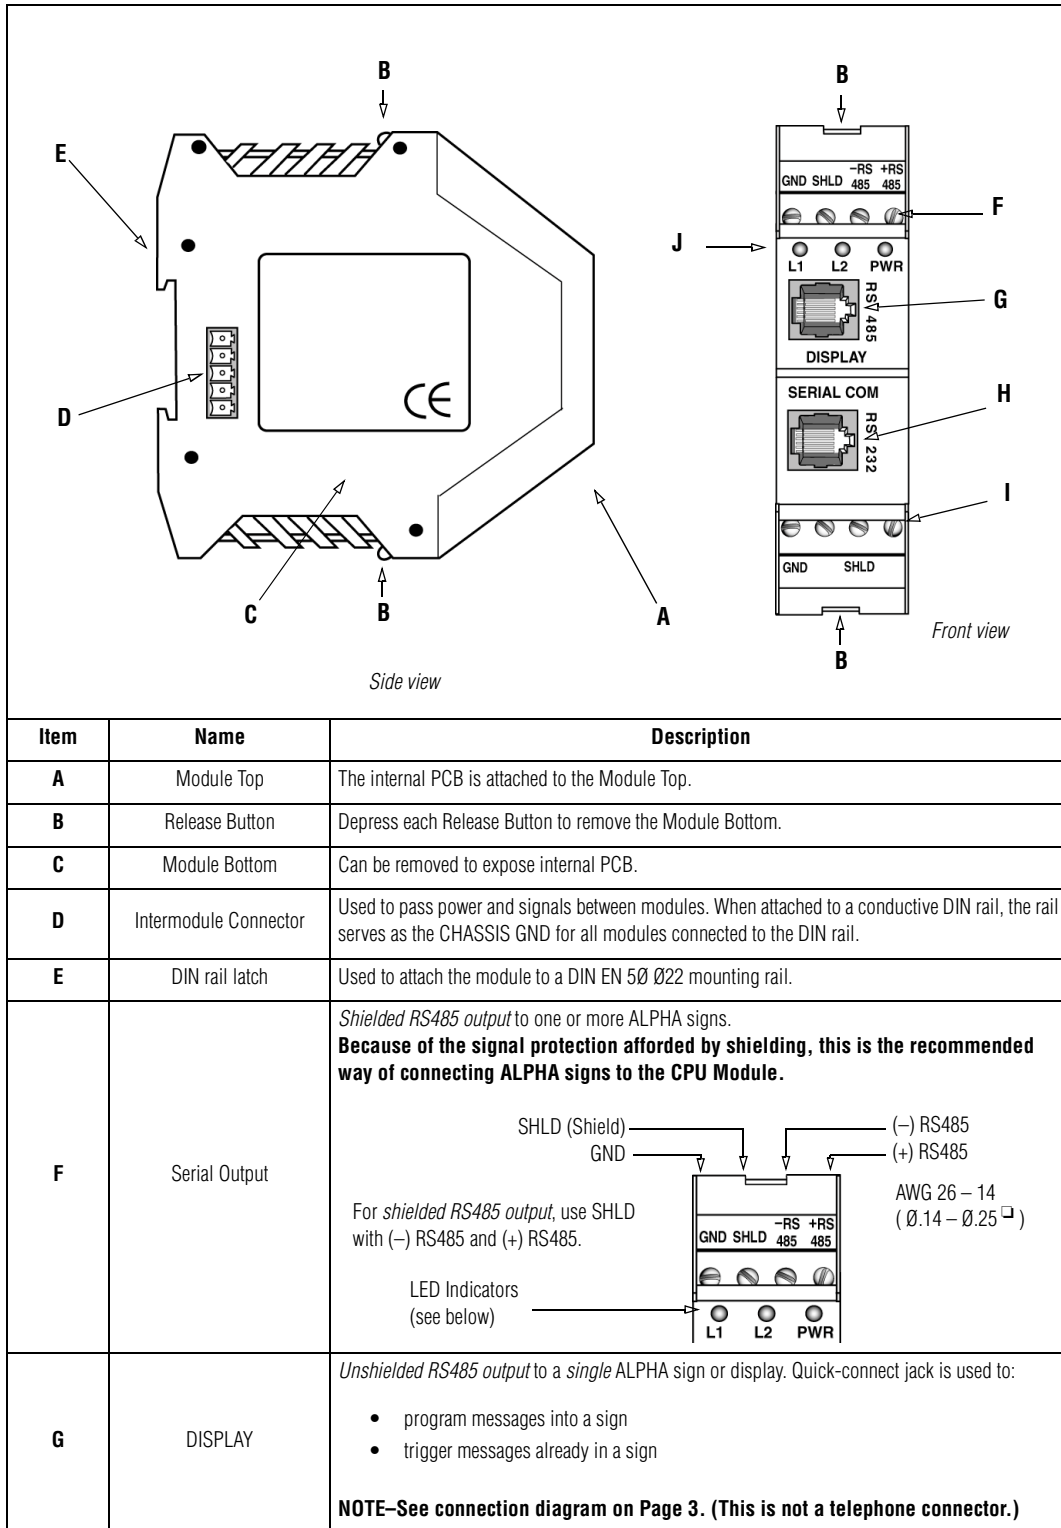 B
B
E
GND SHLD −RS 485 +RS 485
F
J
L1 L2 PWR
G
RS 485
DISPLAY
D
CE
SERIAL COM
H
RS 232
I
GND SHLD
C
B
A
Front view
B
Side view
Item Name Description
A Module Top The internal PCB is attached to the Module Top.
B Release Button Depress each Release Button to remove the Module Bottom.
C Module Bottom Can be removed to expose internal PCB.
D Intermodule Connector Used to pass power and signals between modules. When attached to a conductive DIN rail, the rail
serves as the CHASSIS GND for all modules connected to the DIN rail.
E DIN rail latch Used to attach the module to a DIN EN 5Ø Ø22 mounting rail.
F Serial Output
Shielded RS485 output to one or more ALPHA signs.
Because of the signal protection afforded by shielding, this is the recommended
way of connecting ALPHA signs to the CPU Module.
SHLD (Shield) (–) RS485
GND (+) RS485
AWG 26 – 14
( Ø.14 – Ø.25 ❑ )
For shielded RS485 output, use SHLD
with (–) RS485 and (+) RS485.
GND SHLD −RS 485 +RS 485
LED Indicators
(see below)
L1 L2 PWR
G DISPLAY
Unshielded RS485 output to a single ALPHA sign or display. Quick-connect jack is used to:
• program messages into a sign
• trigger messages already in a sign
NOTE–See connection diagram on Page 3. (This is not a telephone connector.)